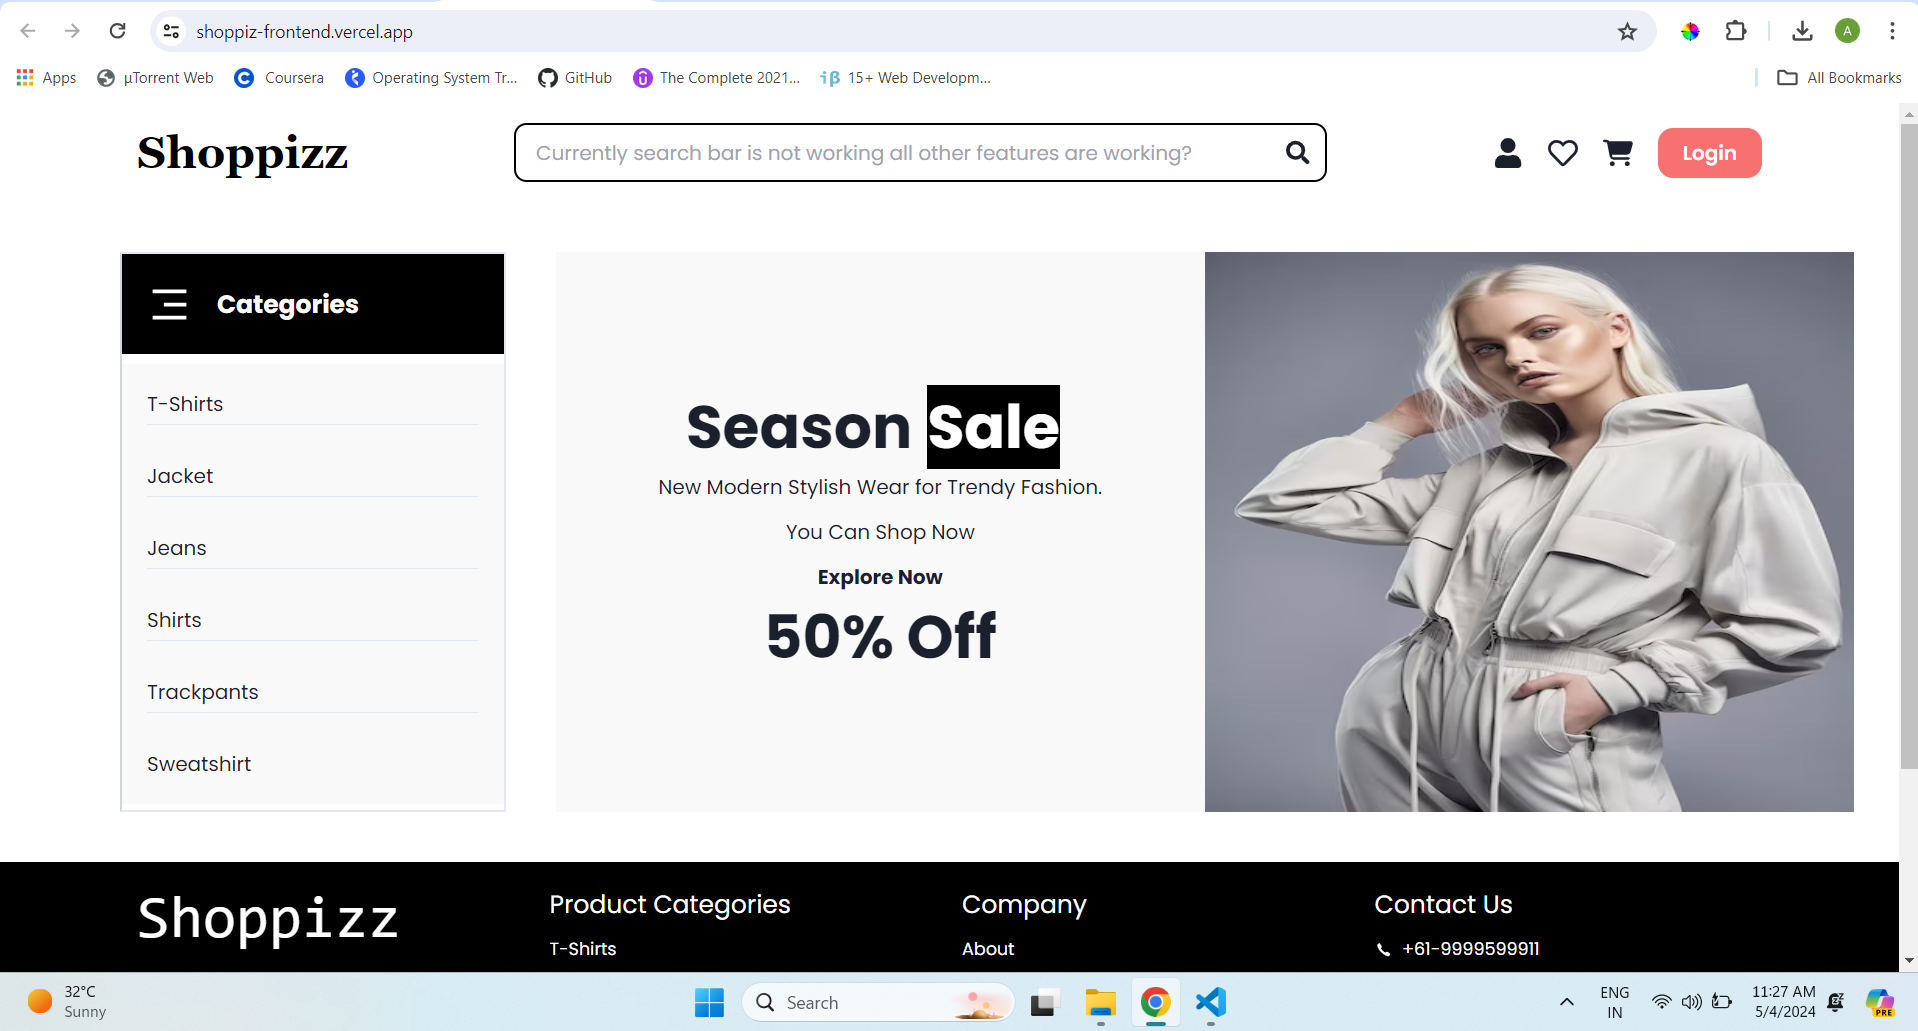 shoppiz-frontend.vercel.app
A
Apps
µTorrent Web
Coursera
Operating System Tr...
GitHub
The Complete 2021...
iβ 15+ Web Developm...
All Bookmarks
Shoppizz
Currently search bar is not working all other features are working?
Login
Categories
T-Shirts
Jacket
Jeans
Shirts
Trackpants
Sweatshirt
Season Sale
New Modern Stylish Wear for Trendy Fashion.
You Can Shop Now
Explore Now
50% Off
Shoppizz
Product Categories
T-Shirts
Company
About
Contact Us
+61-9999599911
32°C
Sunny
Search
ENG
IN
11:27 AM
5/4/2024
PRE